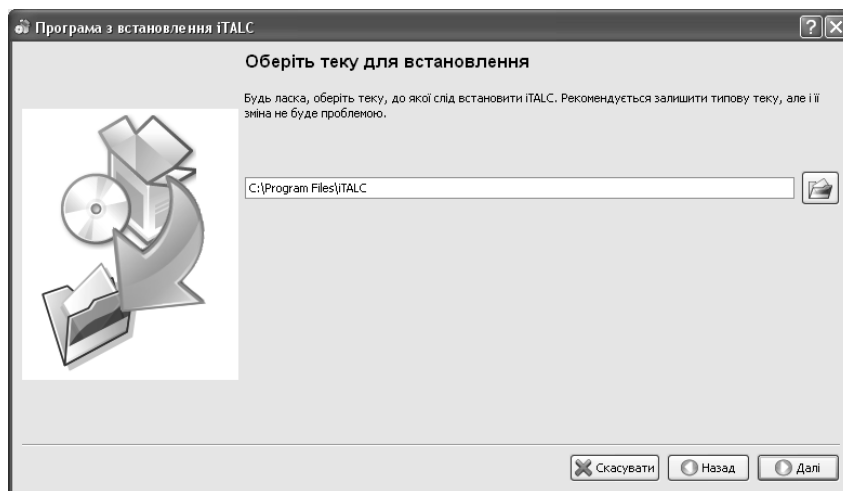 Програма з встановлення iTALC
Оберіть теку для встановлення
Будь ласка, оберіть теку, до якої слід встановити iTALC. Рекомендується залишити типову теку, але і її
зміна не буде проблемою.
C:\Program Files\iTALC
Скасувати Назад Далі